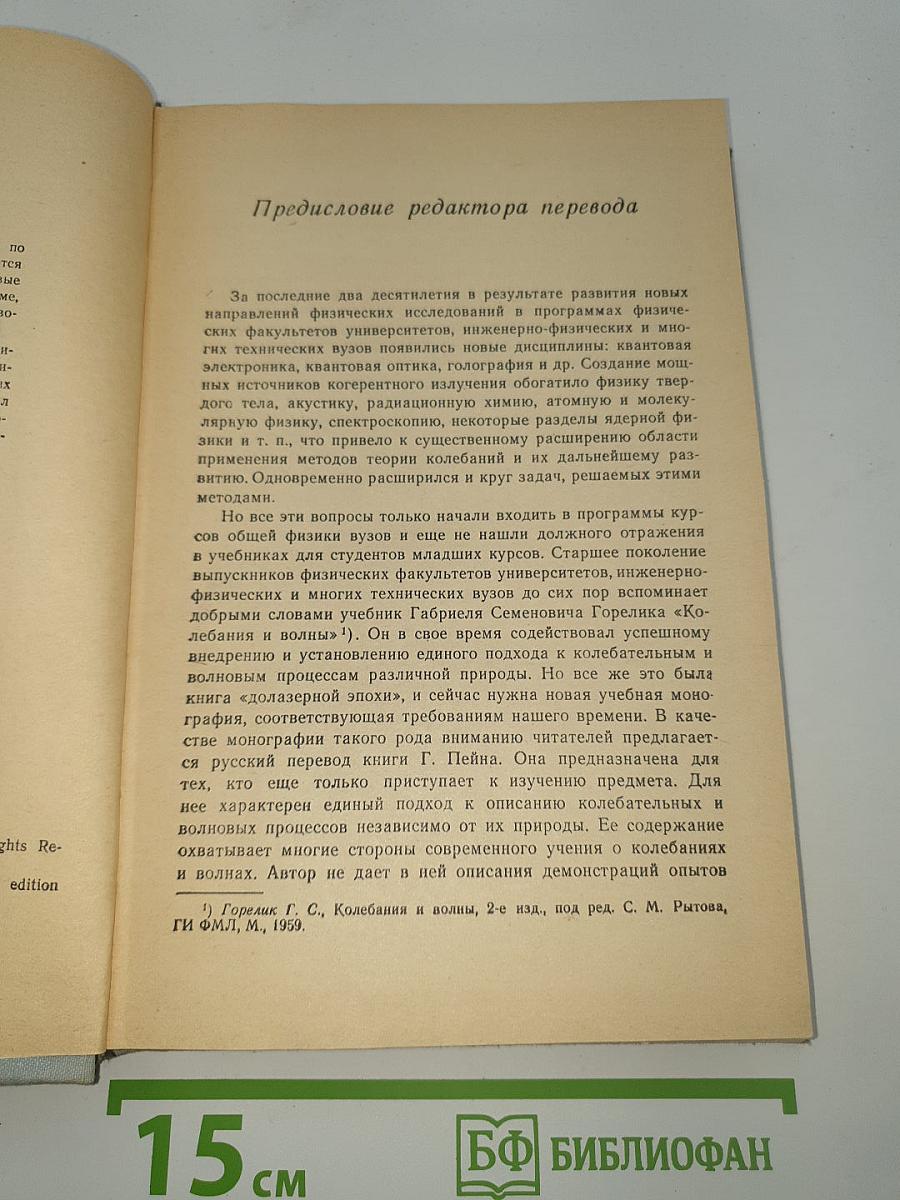 по
тся
ме,
Предисловие редактора перевода
За последние два десятилетия в результате развития новых
направлений физических исследований в программах физиче-
ских факультетов университетов, инженерно-физических и мно-
гих технических вузов появились новые дисциплины: квантовая
электроника, квантовая оптика, голография и др. Создание мощ-
ных источников когерентного излучения обогатило физику твер-
дого тела, акустику, радиационную химию, атомную и молеку-
лярную физику, спектроскопию, некоторые разделы ядерной фи-
зики и т. п., что привело к существенному расширению области
применения методов теории колебаний и их дальнейшему раз-
витию. Одновременно расширился и круг задач, решаемых этими
методами.
Но все эти вопросы только начали входить в программы кур-
сов общей физики вузов и еще не нашли должного отражения
в учебниках для студентов младших курсов. Старшее поколение
выпускников физических факультетов университетов, инженерно-
физических и многих технических вузов до сих пор вспоминает
добрыми словами учебник Габриеля Семеновича Горелика «Ко-
лебания и волны» ¹). Он в свое время содействовал успешному
внедрению и установлению единого подхода к колебательным и
волновым процессам различной природы. Но все же это была
книга «долазерной эпохи», и сейчас нужна новая учебная моно-
графия, соответствующая требованиям нашего времени. В каче-
стве монографии такого рода вниманию читателей предлагает-
ся русский перевод книги Г. Пейна. Она предназначена для
тех, кто еще только приступает к изучению предмета. Для
нее характерен единый подход к описанию колебательных и
волновых процессов независимо от их природы. Ее содержание
охватывает многие стороны современного учения о колебаниях
и волнах. Автор не дает в ней описания демонстраций опытов
¹) Горелик Г. С., Колебания и волны, 2-е изд., под ред. С. М. Рытова,
ГИ ФМЛ, М., 1959.
ghts Re-
edition
15 см
БФ БИБЛИОФАН